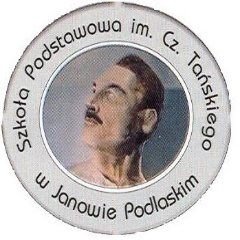 Szkoła Podstawowa im. Cz. Tańskiego
w Janowie Podlaskim